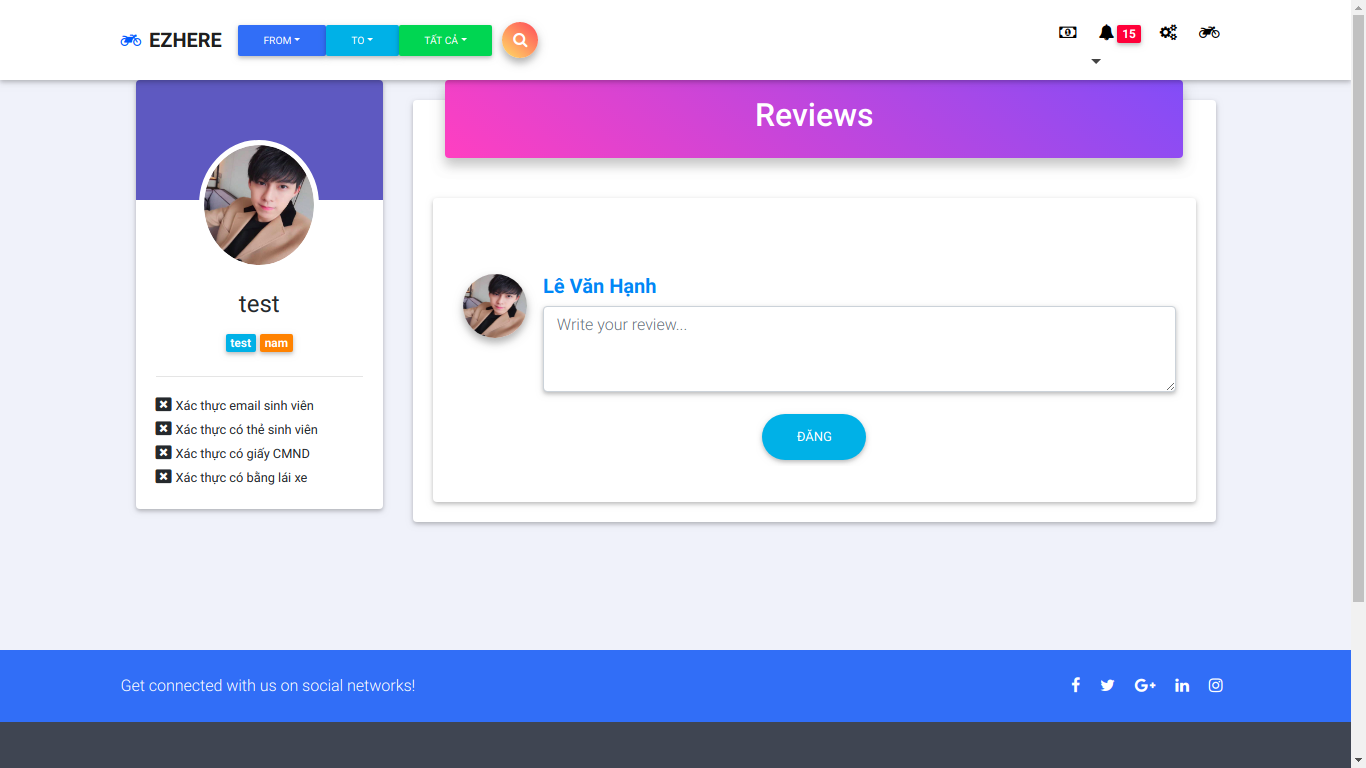 EZHERE
FROM
TO
TẤT CẢ
15
test
test nam
Xác thực email sinh viên
Xác thực có thẻ sinh viên
Xác thực có giấy CMND
Xác thực có bằng lái xe
Reviews
Lê Văn Hạnh
Write your review...
ĐĂNG
Get connected with us on social networks!